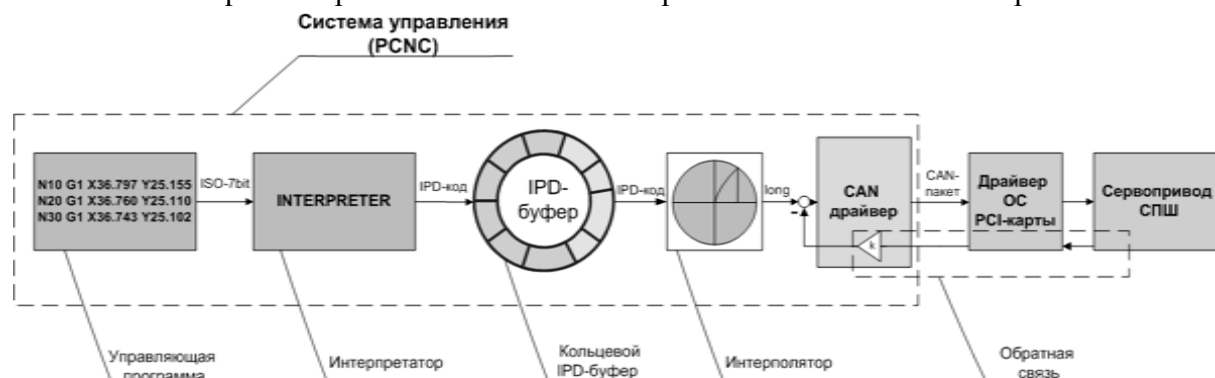 Система управления
(PCNC)
N10 G1 X36.797 Y25.155
N20 G1 X36.760 Y25.110
N30 G1 X36.743 Y25.102
ISO-7bit
INTERPRETER
IPD-код
IPD-
буфер
IPD-код
long
-
CAN
драйвер
k
CAN-
пакет
Драйвер
ОС
PCI-карты
Сервопривод
СПШ
Управляющая
программа
Интерпретатор
Кольцевой
IPD-буфер
Интерполятор
Обратная
связь